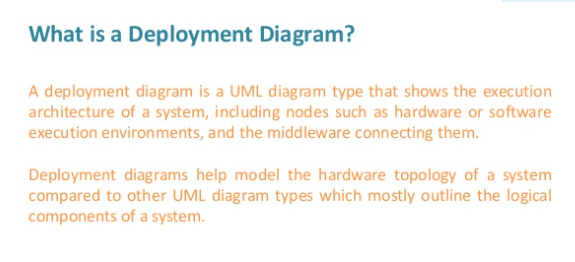 What is a Deployment Diagram?
A deployment diagram is a UML diagram type that shows the execution
architecture of a system, including nodes such as hardware or software
execution environments, and the middleware connecting them.
Deployment diagrams help model the hardware topology of a system
compared to other UML diagram types which mostly outline the logical
components of a system.